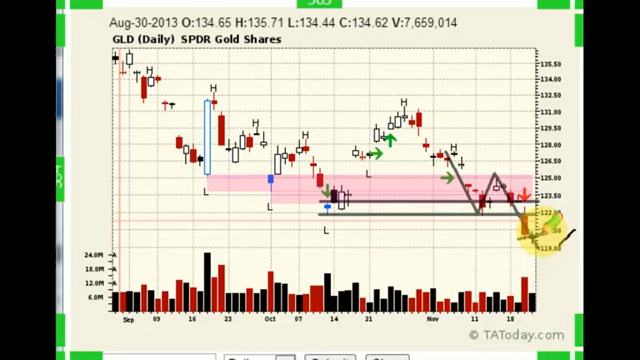 Aug-30-2013 O:134.65 H:135.71 L:134.44 C:134.62 V:7,659,014
GLD (Daily) SPDR Gold Shares
135.50
134.00
132.50
131.00
129.50
128.00
126.50
125.00
123.50
122.00
119.00
H
H
H
H
H
H
L
L
L
L
24.0M
18.0M
12.0M
6.0M
A
A
A
Sep 09 16 23 Oct 07 14 21 Nov 11 18
© TAToday.com